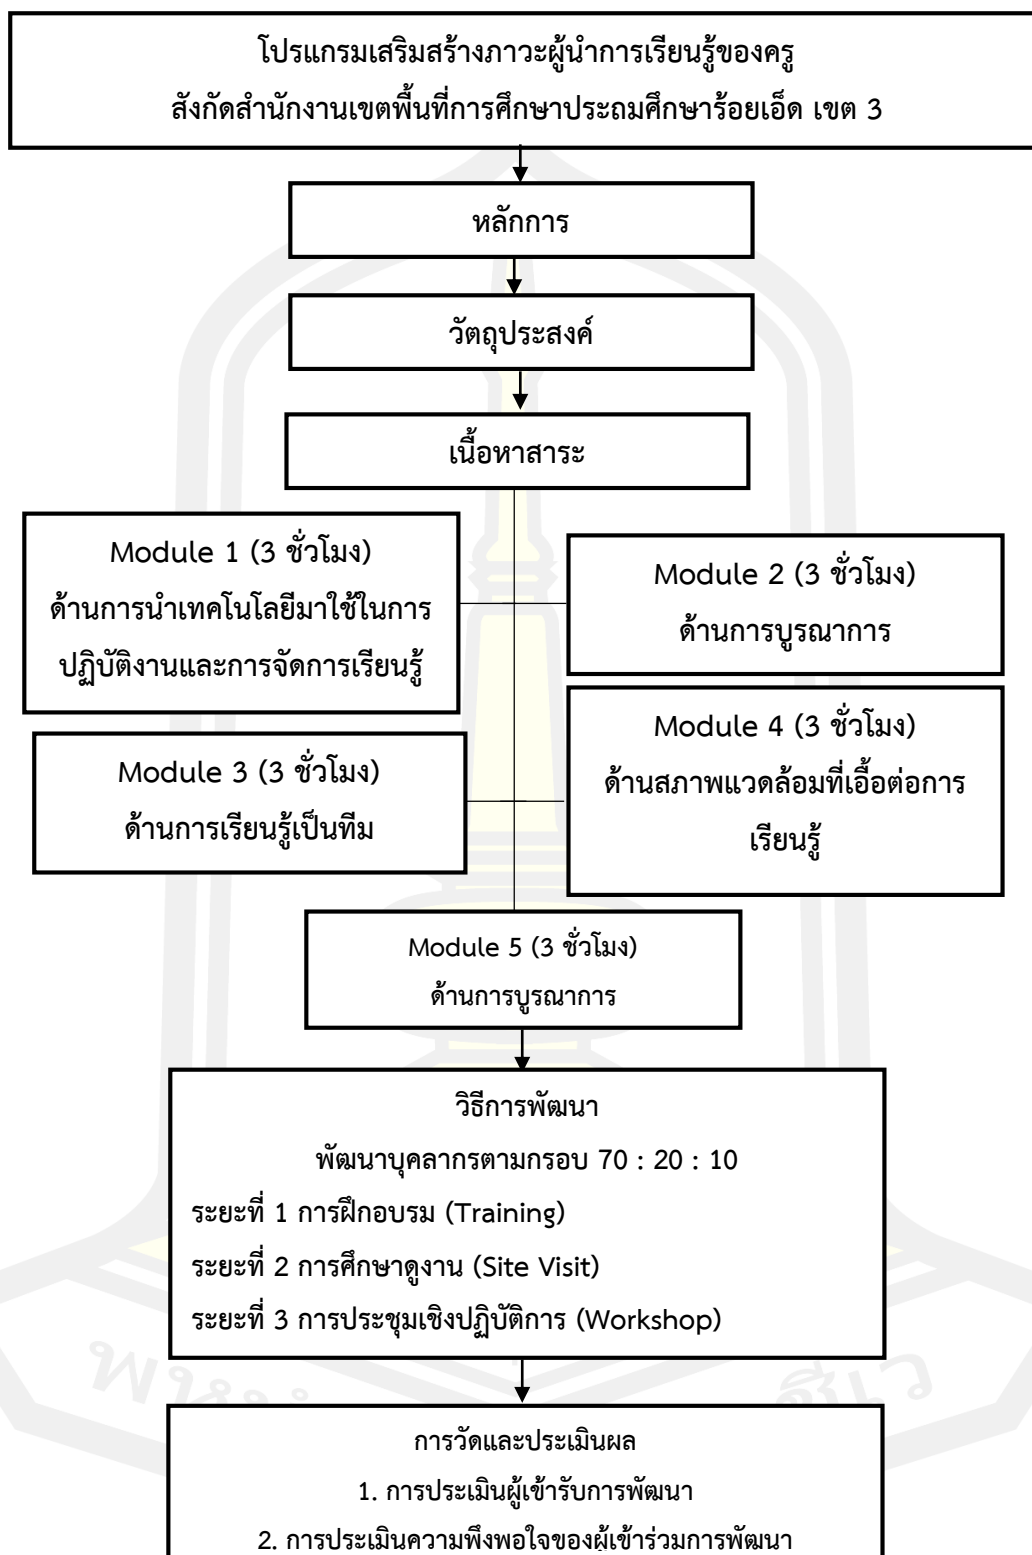 โปรแกรมเสริมสร้างภาวะผู้นำการเรียนรู้ของครู
สังกัดสำนักงานเขตพื้นที่การศึกษาประถมศึกษาร้อยเอ็ด เขต 3
หลักการ
วัตถุประสงค์
เนื้อหาสาระ
Module 1 (3 ชั่วโมง)
ด้านการนำเทคโนโลยีมาใช้ในการ
ปฏิบัติงานและการจัดการเรียนรู้
Module 2 (3 ชั่วโมง)
ด้านการบูรณาการ
Module 3 (3 ชั่วโมง)
ด้านการเรียนรู้เป็นทีม
Module 4 (3 ชั่วโมง)
ด้านสภาพแวดล้อมที่เอื้อต่อการ
เรียนรู้
Module 5 (3 ชั่วโมง)
ด้านการบูรณาการ
วิธีการพัฒนา
พัฒนาบุคลากรตามกรอบ 70 : 20 : 10
ระยะที่ 1 การฝึกอบรม (Training)
ระยะที่ 2 การศึกษาดูงาน (Site Visit)
ระยะที่ 3 การประชุมเชิงปฏิบัติการ (Workshop)
การวัดและประเมินผล
1. การประเมินผู้เข้ารับการพัฒนา
2. การประเมินความพึงพอใจของผู้เข้าร่วมการพัฒนา